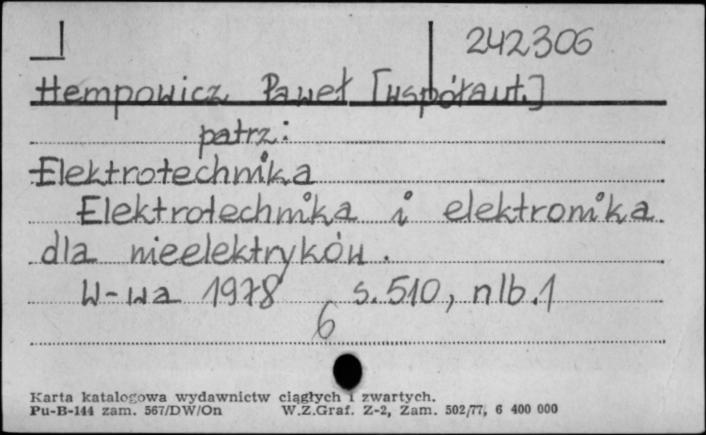 242306
Hempowicz Paweł [współaut.]
patrz:
Elektrotechnika
Elektrotechnika i elektronika
dla nieelektryków.
W-wa 1978 s. 510, nlb. 1
6
Karta katalogowa wydawnictw ciągłych i zwartych.
Pu-B-144 zam. 567/DW/On W.Z.Graf. Z-2, Zam. 502/77, 6 400 000